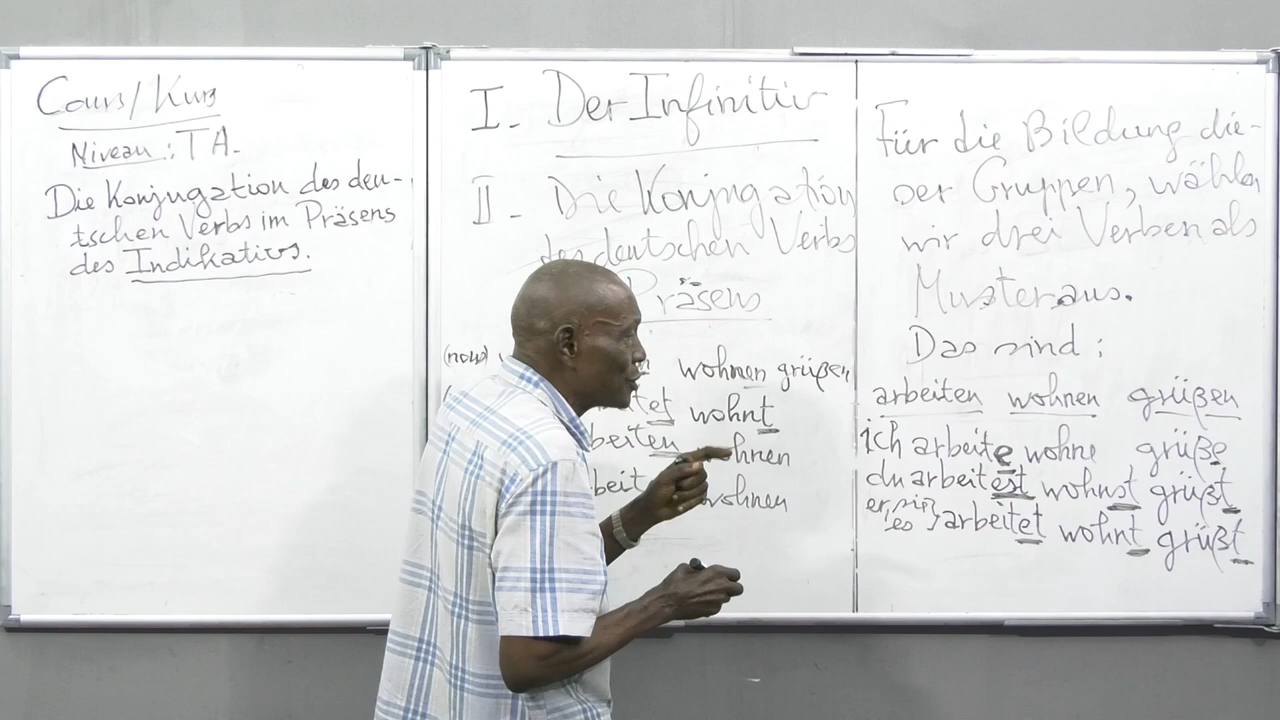 Cours/Kurs
Niveau : TA.
Die Konjugation des deu-
tschen Verbs im Präsens
des Indikativs.
I- Der Infinitiv
II- Die Konjugation
des deutschen Verbs
Präsens
(nous) wohnen grüßen
wohnt
beiten
wohnen
Für die Bildung die-
ser Gruppen, wählen
wir drei Verben als
Muster aus.
Das sind :
arbeiten wohnen grüßen
ich arbeite wohne grüße
du arbeitest wohnst grüßt
er, sie, es } arbeitet wohnt grüßt